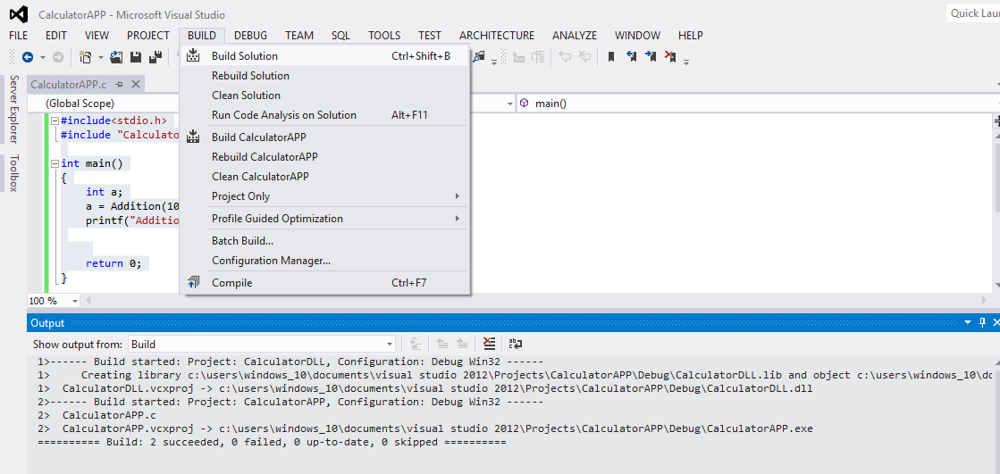 CalculatorAPP - Microsoft Visual Studio
Quick Lau
FILE EDIT VIEW PROJECT BUILD DEBUG TEAM SQL TOOLS TEST ARCHITECTURE ANALYZE WINDOW HELP
Build Solution Ctrl+Shift+B
Rebuild Solution
Clean Solution
Run Code Analysis on Solution Alt+F11
Build CalculatorAPP
Rebuild CalculatorAPP
Clean CalculatorAPP
Project Only
Profile Guided Optimization
Batch Build...
Configuration Manager...
Compile Ctrl+F7
Server Explorer
Toolbox
CalculatorAPP.c
(Global Scope) main()
#include<stdio.h>
#include "Calculato
int main()
{
int a;
a = Addition(10
printf("Additio
return 0;
}
100 %
Output
Show output from: Build
1>------ Build started: Project: CalculatorDLL, Configuration: Debug Win32 ------
1> Creating library c:\users\windows_10\documents\visual studio 2012\Projects\CalculatorAPP\Debug\CalculatorDLL.lib and object c:\users\windows_10\do
1> CalculatorDLL.vcxproj -> c:\users\windows_10\documents\visual studio 2012\Projects\CalculatorAPP\Debug\CalculatorDLL.dll
2>------ Build started: Project: CalculatorAPP, Configuration: Debug Win32 ------
2> CalculatorAPP.c
2> CalculatorAPP.vcxproj -> c:\users\windows_10\documents\visual studio 2012\Projects\CalculatorAPP\Debug\CalculatorAPP.exe
========== Build: 2 succeeded, 0 failed, 0 up-to-date, 0 skipped ==========